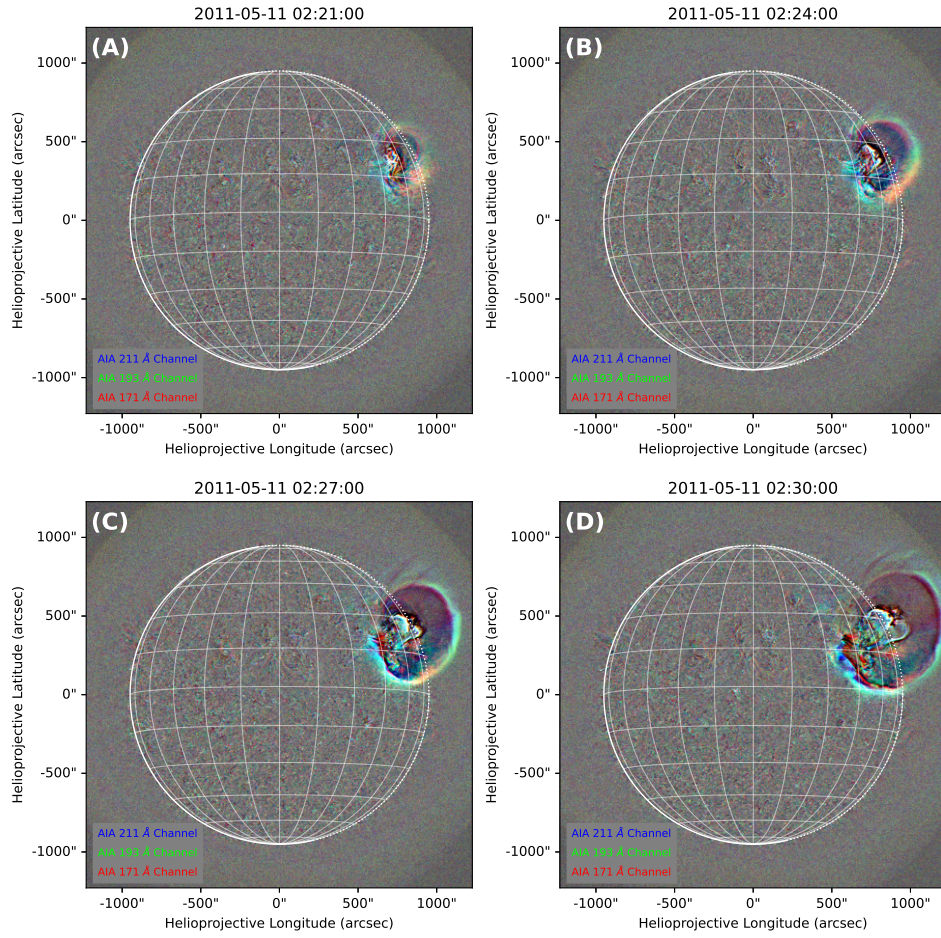 2011-05-11 02:21:00
(A)
1000"
500"
0"
-500"
-1000"
Helioprojective Latitude (arcsec)
AIA 211 Å Channel
AIA 193 Å Channel
AIA 171 Å Channel
-1000" -500" 0" 500" 1000"
Helioprojective Longitude (arcsec)
2011-05-11 02:24:00
(B)
1000"
500"
0"
-500"
-1000"
Helioprojective Latitude (arcsec)
AIA 211 Å Channel
AIA 193 Å Channel
AIA 171 Å Channel
-1000" -500" 0" 500" 1000"
Helioprojective Longitude (arcsec)
2011-05-11 02:27:00
(C)
1000"
500"
0"
-500"
-1000"
Helioprojective Latitude (arcsec)
AIA 211 Å Channel
AIA 193 Å Channel
AIA 171 Å Channel
-1000" -500" 0" 500" 1000"
Helioprojective Longitude (arcsec)
2011-05-11 02:30:00
(D)
1000"
500"
0"
-500"
-1000"
Helioprojective Latitude (arcsec)
AIA 211 Å Channel
AIA 193 Å Channel
AIA 171 Å Channel
-1000" -500" 0" 500" 1000"
Helioprojective Longitude (arcsec)